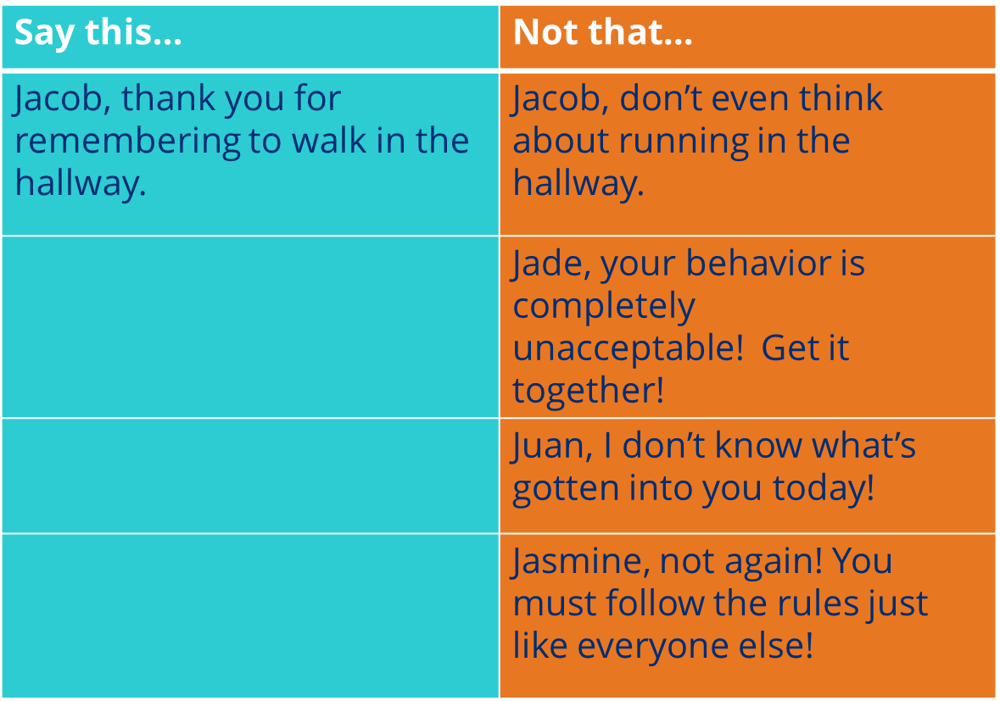 Say this...
Not that...
Jacob, thank you for
remembering to walk in the
hallway.
Jacob, don’t even think
about running in the
hallway.
Jade, your behavior is
completely
unacceptable!  Get it
together!
Juan, I don’t know what’s
gotten into you today!
Jasmine, not again! You
must follow the rules just
like everyone else!